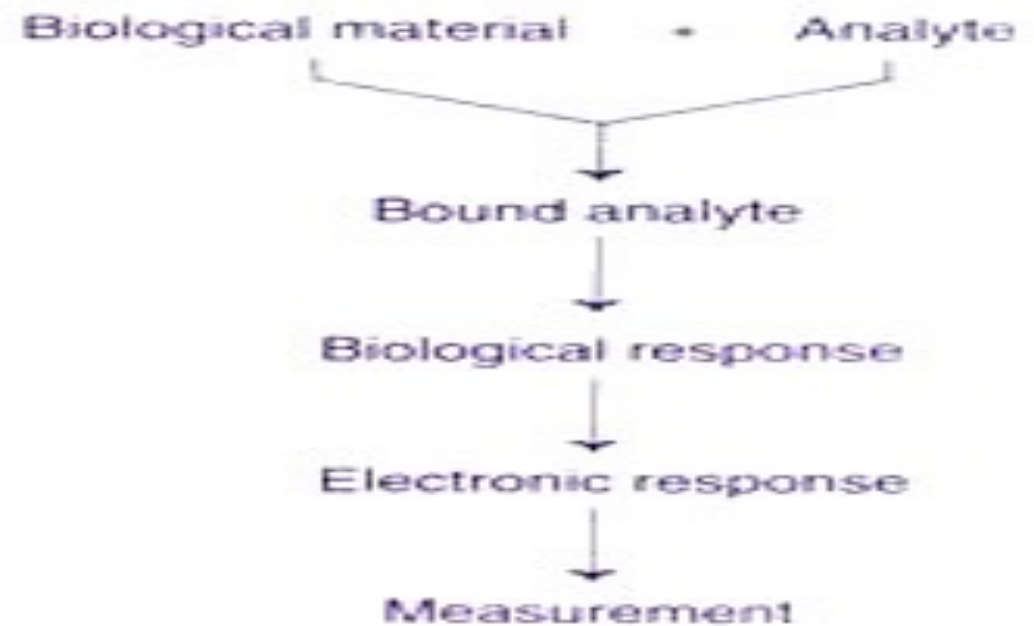 Biological material + Analyte
Bound analyte
Biological response
Electronic response
Measurement